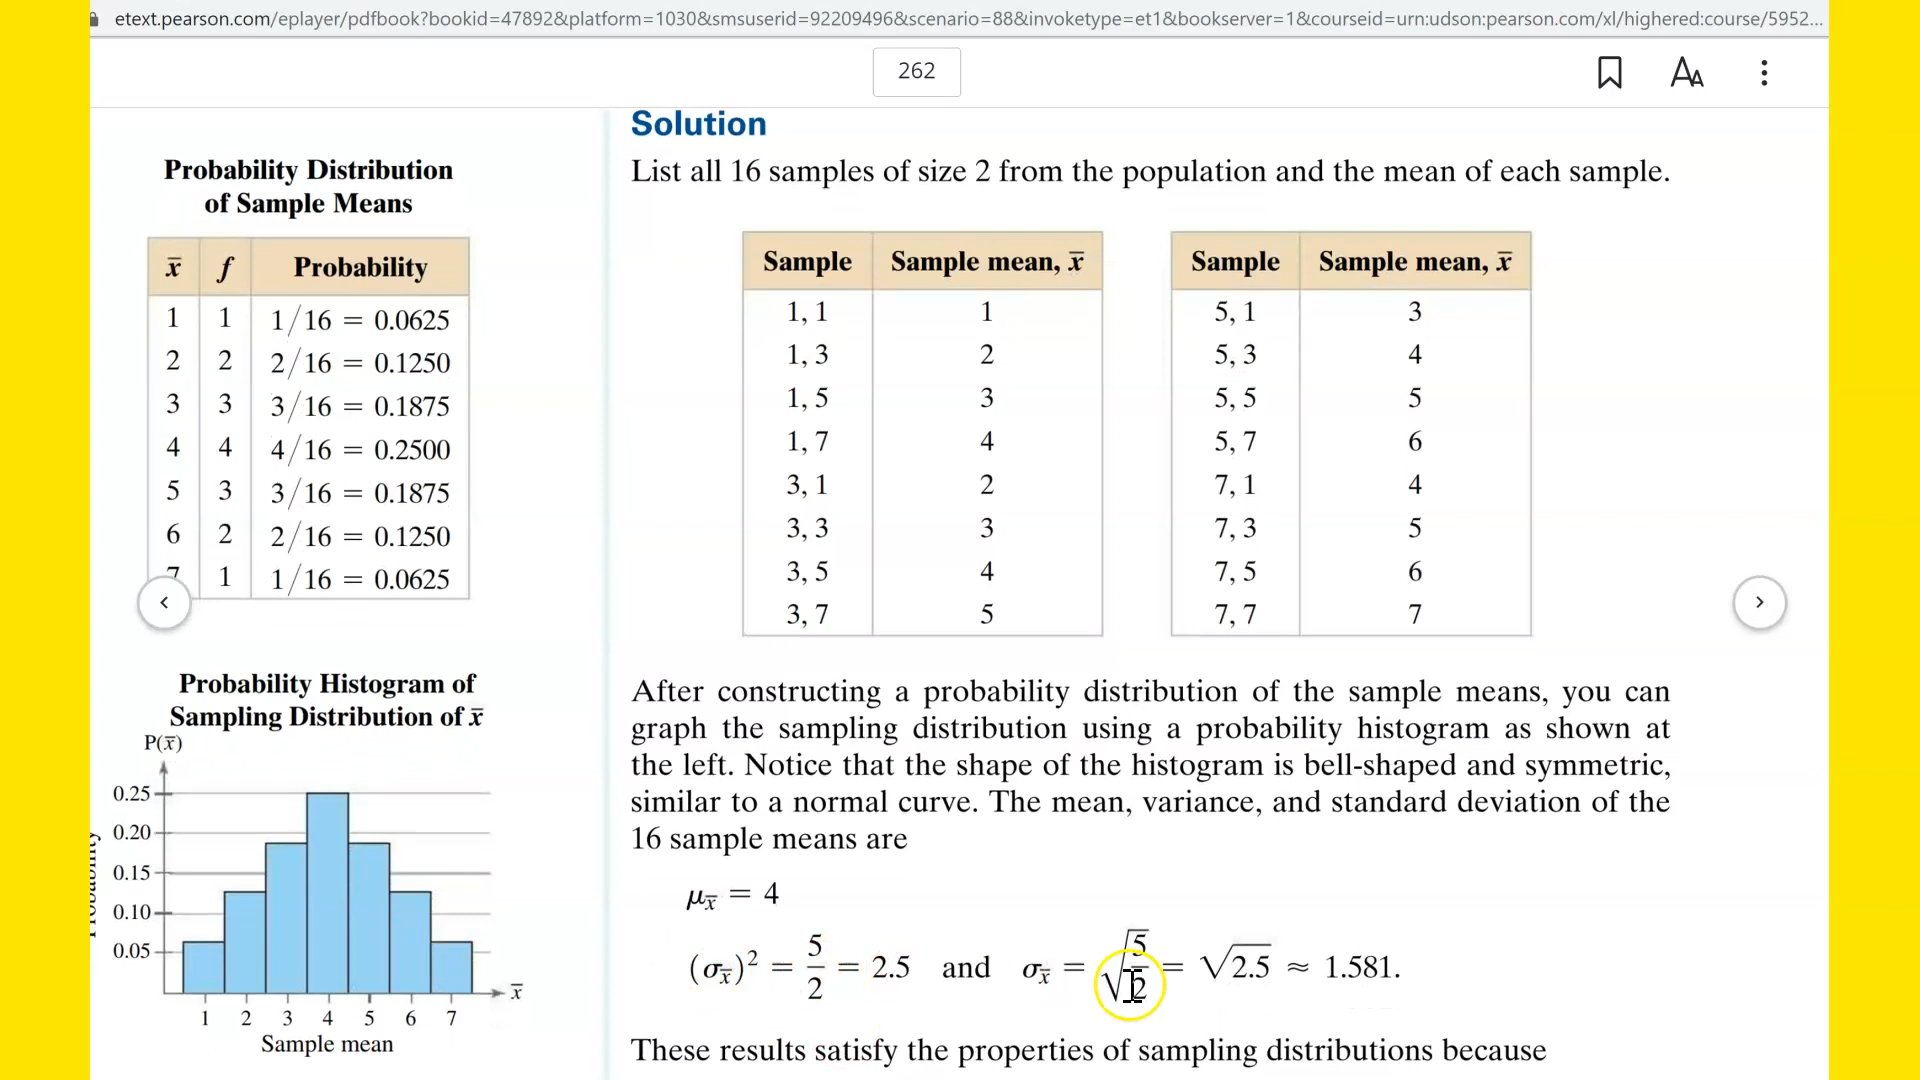 etext.pearson.com/eplayer/pdfbook?bookid=47892&platform=1030&smsuserid=92209496&scenario=88&invoketype=et1&bookserver=1&courseid=urn:udson:pearson.com/xl/highered:course/5952...
262
AA
Probability Distribution
of Sample Means
x̄ f Probability
1 1 1/16 = 0.0625
2 2 2/16 = 0.1250
3 3 3/16 = 0.1875
4 4 4/16 = 0.2500
5 3 3/16 = 0.1875
6 2 2/16 = 0.1250
7 1 1/16 = 0.0625
Probability Histogram of
Sampling Distribution of x̄
P(x̄)
0.25
0.20
0.15
0.10
0.05
Probability
x̄
1 2 3 4 5 6 7
Sample mean
Solution
List all 16 samples of size 2 from the population and the mean of each sample.
Sample Sample mean, x̄
1, 1 1
1, 3 2
1, 5 3
1, 7 4
3, 1 2
3, 3 3
3, 5 4
3, 7 5
Sample Sample mean, x̄
5, 1 3
5, 3 4
5, 5 5
5, 7 6
7, 1 4
7, 3 5
7, 5 6
7, 7 7
After constructing a probability distribution of the sample means, you can
graph the sampling distribution using a probability histogram as shown at
the left. Notice that the shape of the histogram is bell-shaped and symmetric,
similar to a normal curve. The mean, variance, and standard deviation of the
16 sample means are
μx̄ = 4
(σx̄)² = 5/2 = 2.5 and σx̄ = √(5/2) = √2.5 ≈ 1.581.
These results satisfy the properties of sampling distributions because